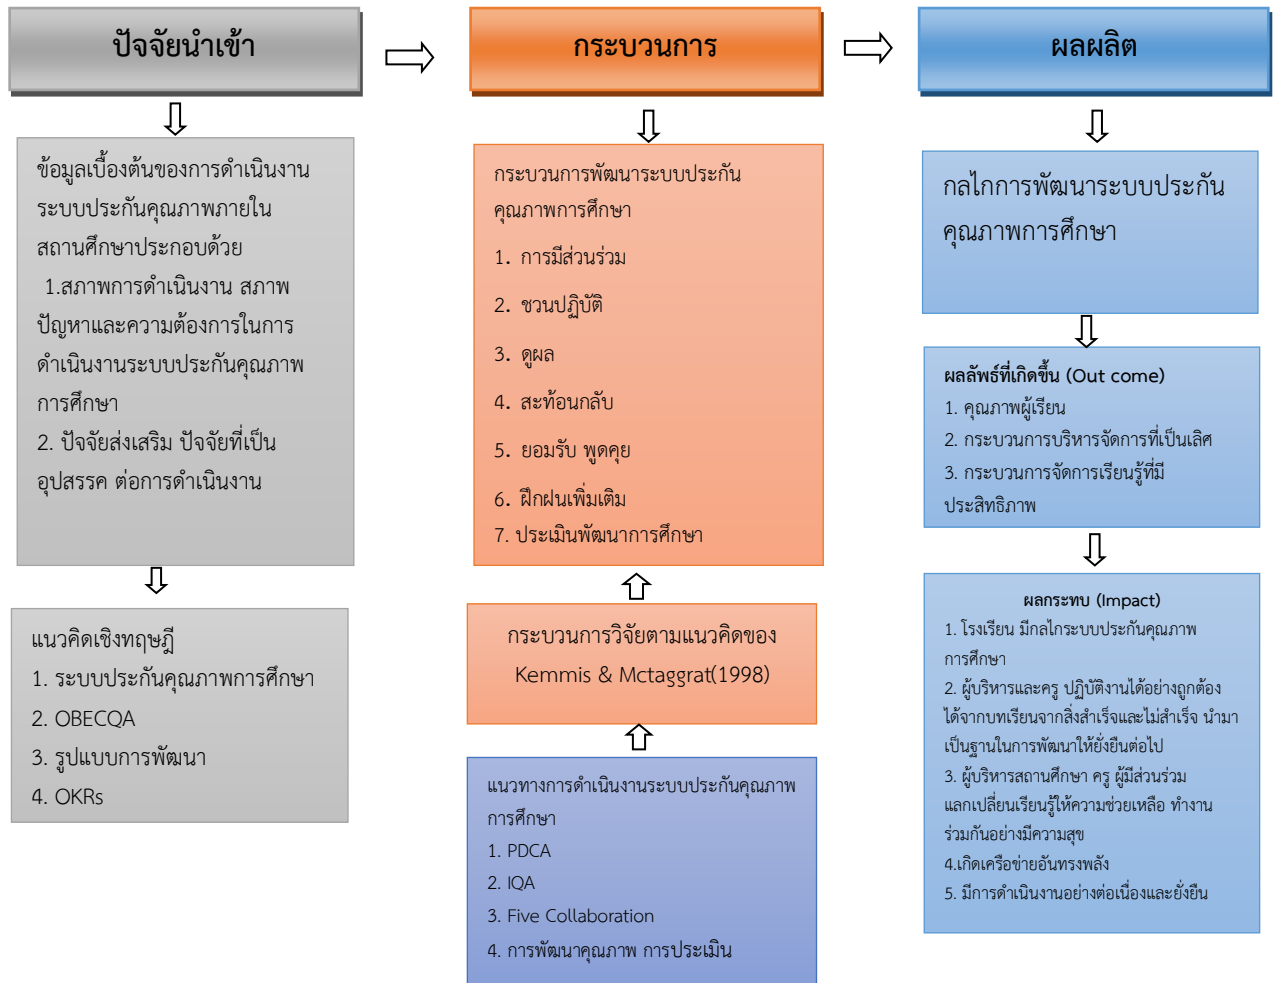 ปัจจัยนำเข้า
ข้อมูลเบื้องต้นของการดำเนินงาน
ระบบประกันคุณภาพภายใน
สถานศึกษาประกอบด้วย
1.สภาพการดำเนินงาน สภาพ
ปัญหาและความต้องการในการ
ดำเนินงานระบบประกันคุณภาพ
การศึกษา
2. ปัจจัยส่งเสริม ปัจจัยที่เป็น
อุปสรรค ต่อการดำเนินงาน
แนวคิดเชิงทฤษฎี
1. ระบบประกันคุณภาพการศึกษา
2. OBECQA
3. รูปแบบการพัฒนา
4. OKRs
กระบวนการ
กระบวนการพัฒนาระบบประกัน
คุณภาพการศึกษา
1. การมีส่วนร่วม
2. ชวนปฏิบัติ
3. ดูผล
4. สะท้อนกลับ
5. ยอมรับ พูดคุย
6. ฝึกฝนเพิ่มเติม
7. ประเมินพัฒนาการศึกษา
กระบวนการวิจัยตามแนวคิดของ
Kemmis & Mctaggrat(1998)
แนวทางการดำเนินงานระบบประกันคุณภาพ
การศึกษา
1. PDCA
2. IQA
3. Five Collaboration
4. การพัฒนาคุณภาพ การประเมิน
ผลผลิต
กลไกการพัฒนาระบบประกัน
คุณภาพการศึกษา
ผลลัพธ์ที่เกิดขึ้น (Out come)
1. คุณภาพผู้เรียน
2. กระบวนการบริหารจัดการที่เป็นเลิศ
3. กระบวนการจัดการเรียนรู้ที่มี
ประสิทธิภาพ
ผลกระทบ (Impact)
1. โรงเรียน มีกลไกระบบประกันคุณภาพ
การศึกษา
2. ผู้บริหารและครู ปฏิบัติงานได้อย่างถูกต้อง
ได้จากบทเรียนจากสิ่งสำเร็จและไม่สำเร็จ นำมา
เป็นฐานในการพัฒนาให้ยั่งยืนต่อไป
3. ผู้บริหารสถานศึกษา ครู ผู้มีส่วนร่วม
แลกเปลี่ยนเรียนรู้ให้ความช่วยเหลือ ทำงาน
ร่วมกันอย่างมีความสุข
4.เกิดเครือข่ายอันทรงพลัง
5. มีการดำเนินงานอย่างต่อเนื่องและยั่งยืน